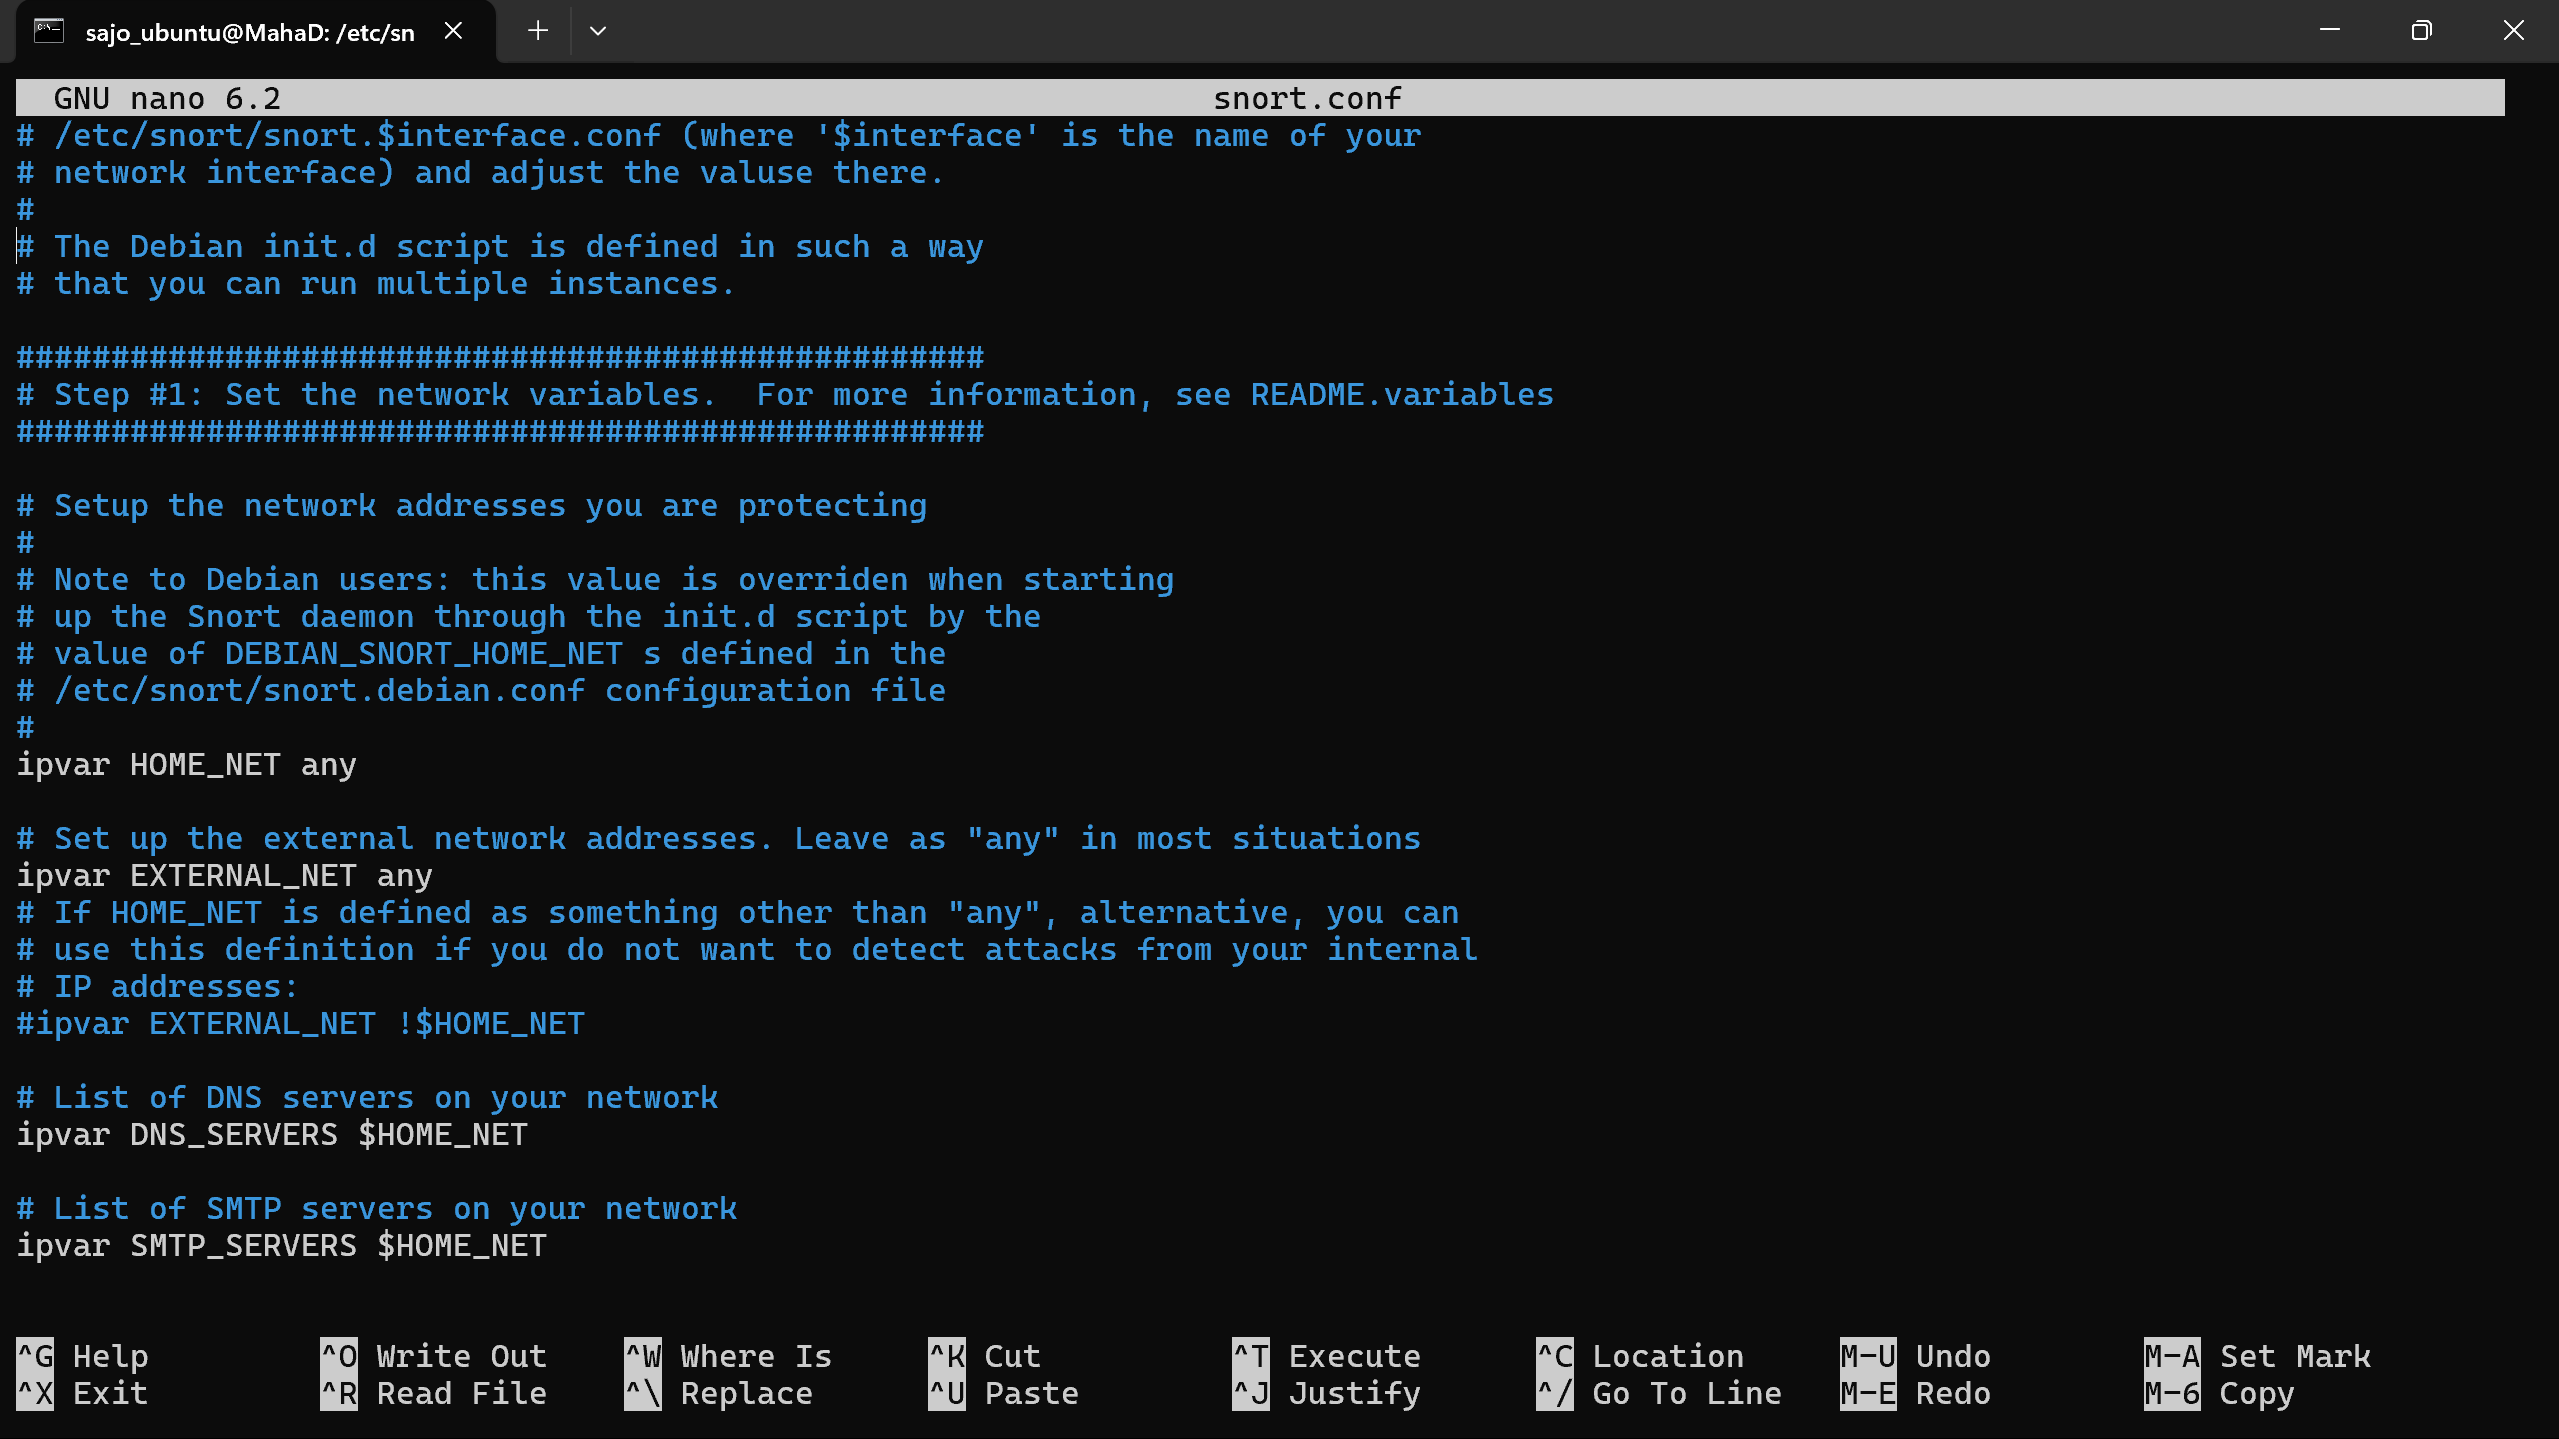 sajo_ubuntu@MahaD: /etc/sn
GNU nano 6.2 snort.conf
# /etc/snort/snort.$interface.conf (where '$interface' is the name of your
# network interface) and adjust the valuse there.
#
# The Debian init.d script is defined in such a way
# that you can run multiple instances.
###################################################
# Step #1: Set the network variables.  For more information, see README.variables
###################################################
# Setup the network addresses you are protecting
#
# Note to Debian users: this value is overriden when starting
# up the Snort daemon through the init.d script by the
# value of DEBIAN_SNORT_HOME_NET s defined in the
# /etc/snort/snort.debian.conf configuration file
#
ipvar HOME_NET any
# Set up the external network addresses. Leave as "any" in most situations
ipvar EXTERNAL_NET any
# If HOME_NET is defined as something other than "any", alternative, you can
# use this definition if you do not want to detect attacks from your internal
# IP addresses:
#ipvar EXTERNAL_NET !$HOME_NET
# List of DNS servers on your network
ipvar DNS_SERVERS $HOME_NET
# List of SMTP servers on your network
ipvar SMTP_SERVERS $HOME_NET
^G Help ^O Write Out ^W Where Is ^K Cut ^T Execute ^C Location M-U Undo M-A Set Mark
^X Exit ^R Read File ^\ Replace ^U Paste ^J Justify ^/ Go To Line M-E Redo M-6 Copy